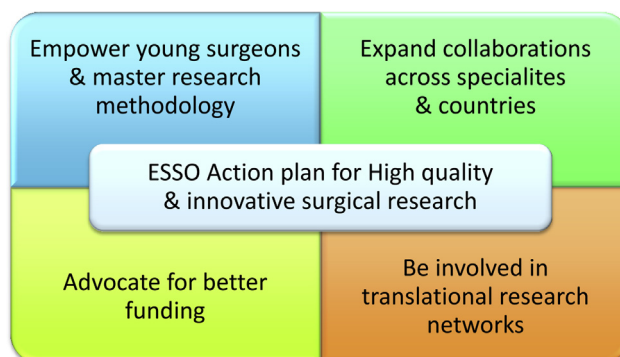 Empower young surgeons
& master research
methodology
Expand collaborations
across specialites
& countries
ESSO Action plan for High quality
& innovative surgical research
Advocate for better
funding
Be involved in
translational research
networks